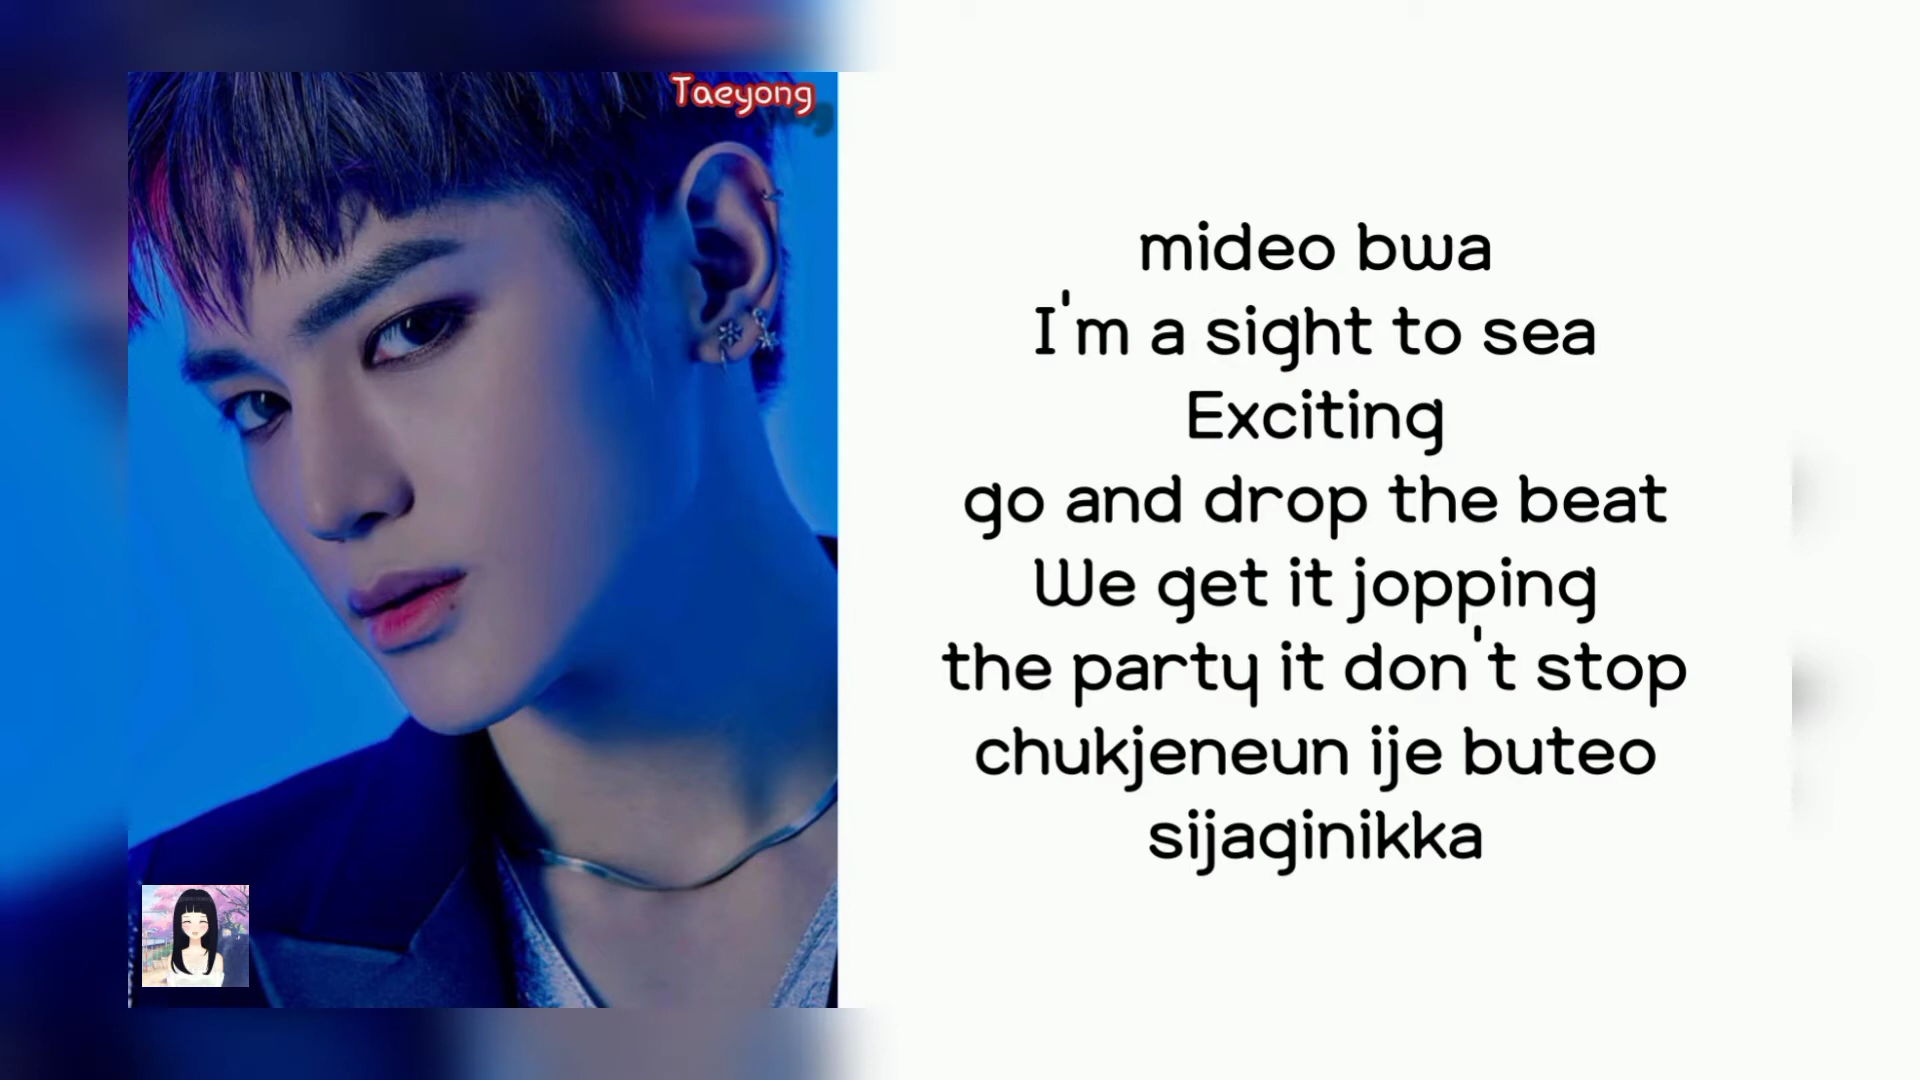 Taeyong
mideo bwa
I'm a sight to sea
Exciting
go and drop the beat
We get it jopping
the party it don't stop
chukjeneun ije buteo
sijaginikka